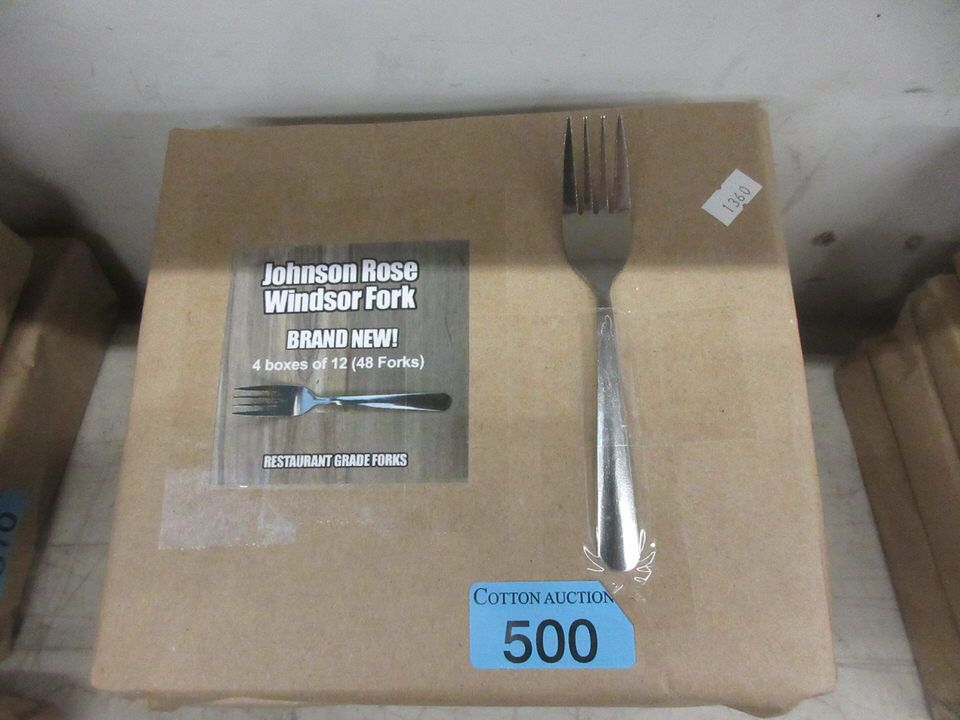 1360
Johnson Rose
Windsor Fork
BRAND NEW!
4 boxes of 12 (48 Forks)
RESTAURANT GRADE FORKS
COTTON AUCTION
500